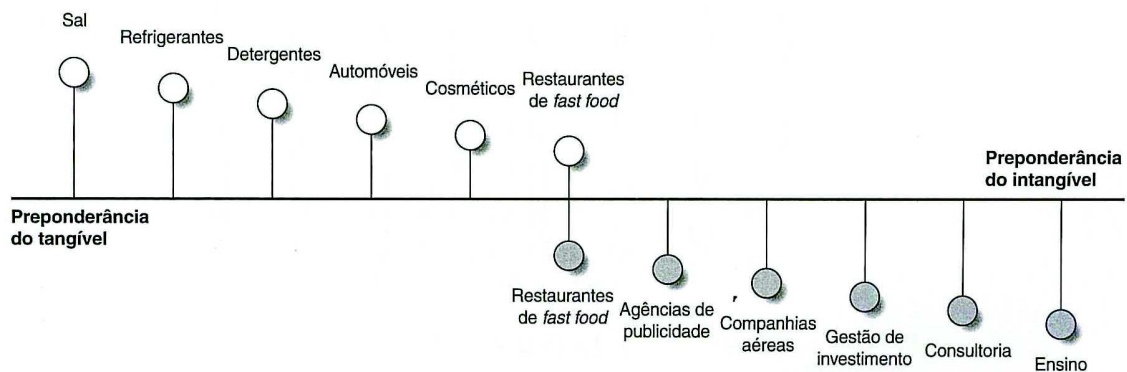 Sal
Refrigerantes
Detergentes
Automóveis
Cosméticos
Restaurantes
de fast food
Preponderância
do intangível
Preponderância
do tangível
Restaurantes
de fast food
Agências de
publicidade
Companhias
aéreas
Gestão de
investimento
Consultoria
Ensino